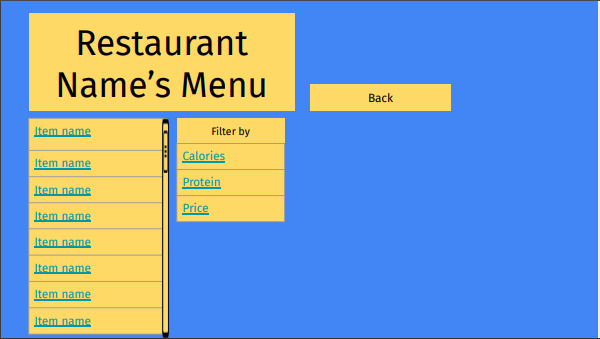 Restaurant
Name’s Menu
Back
Item name
Item name
Item name
Item name
Item name
Item name
Item name
Item name
Filter by
Calories
Protein
Price